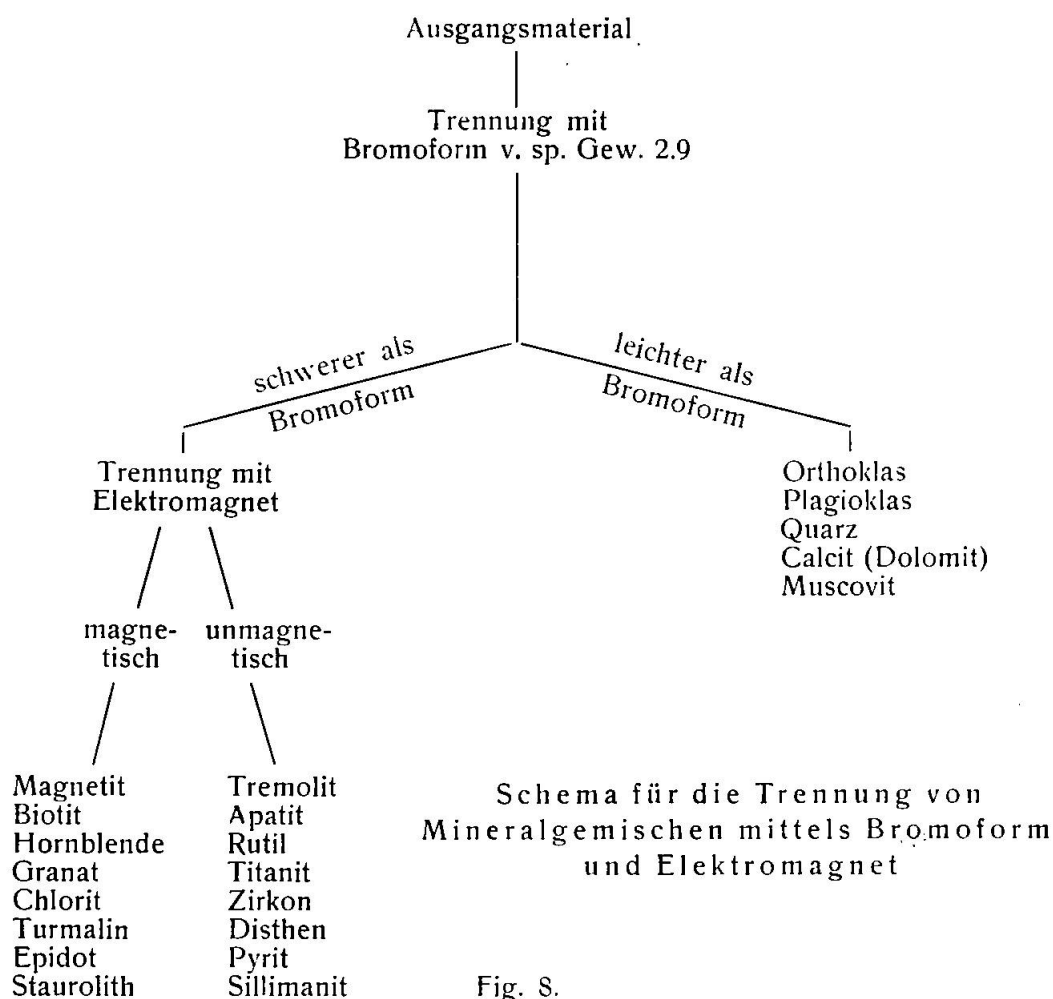 Ausgangsmaterial
Trennung mit
Bromoform v. sp. Gew. 2.9
schwerer als
Bromoform
leichter als
Bromoform
Trennung mit
Elektromagnet
Orthoklas
Plagioklas
Quarz
Calcit (Dolomit)
Muscovit
magne-
tisch
unmagne-
tisch
Magnetit
Biotit
Hornblende
Granat
Chlorit
Turmalin
Epidot
Staurolith
Tremolit
Apatit
Rutil
Titanit
Zirkon
Disthen
Pyrit
Sillimanit
Schema für die Trennung von
Mineralgemischen mittels Bromoform
und Elektromagnet
Fig. 8.